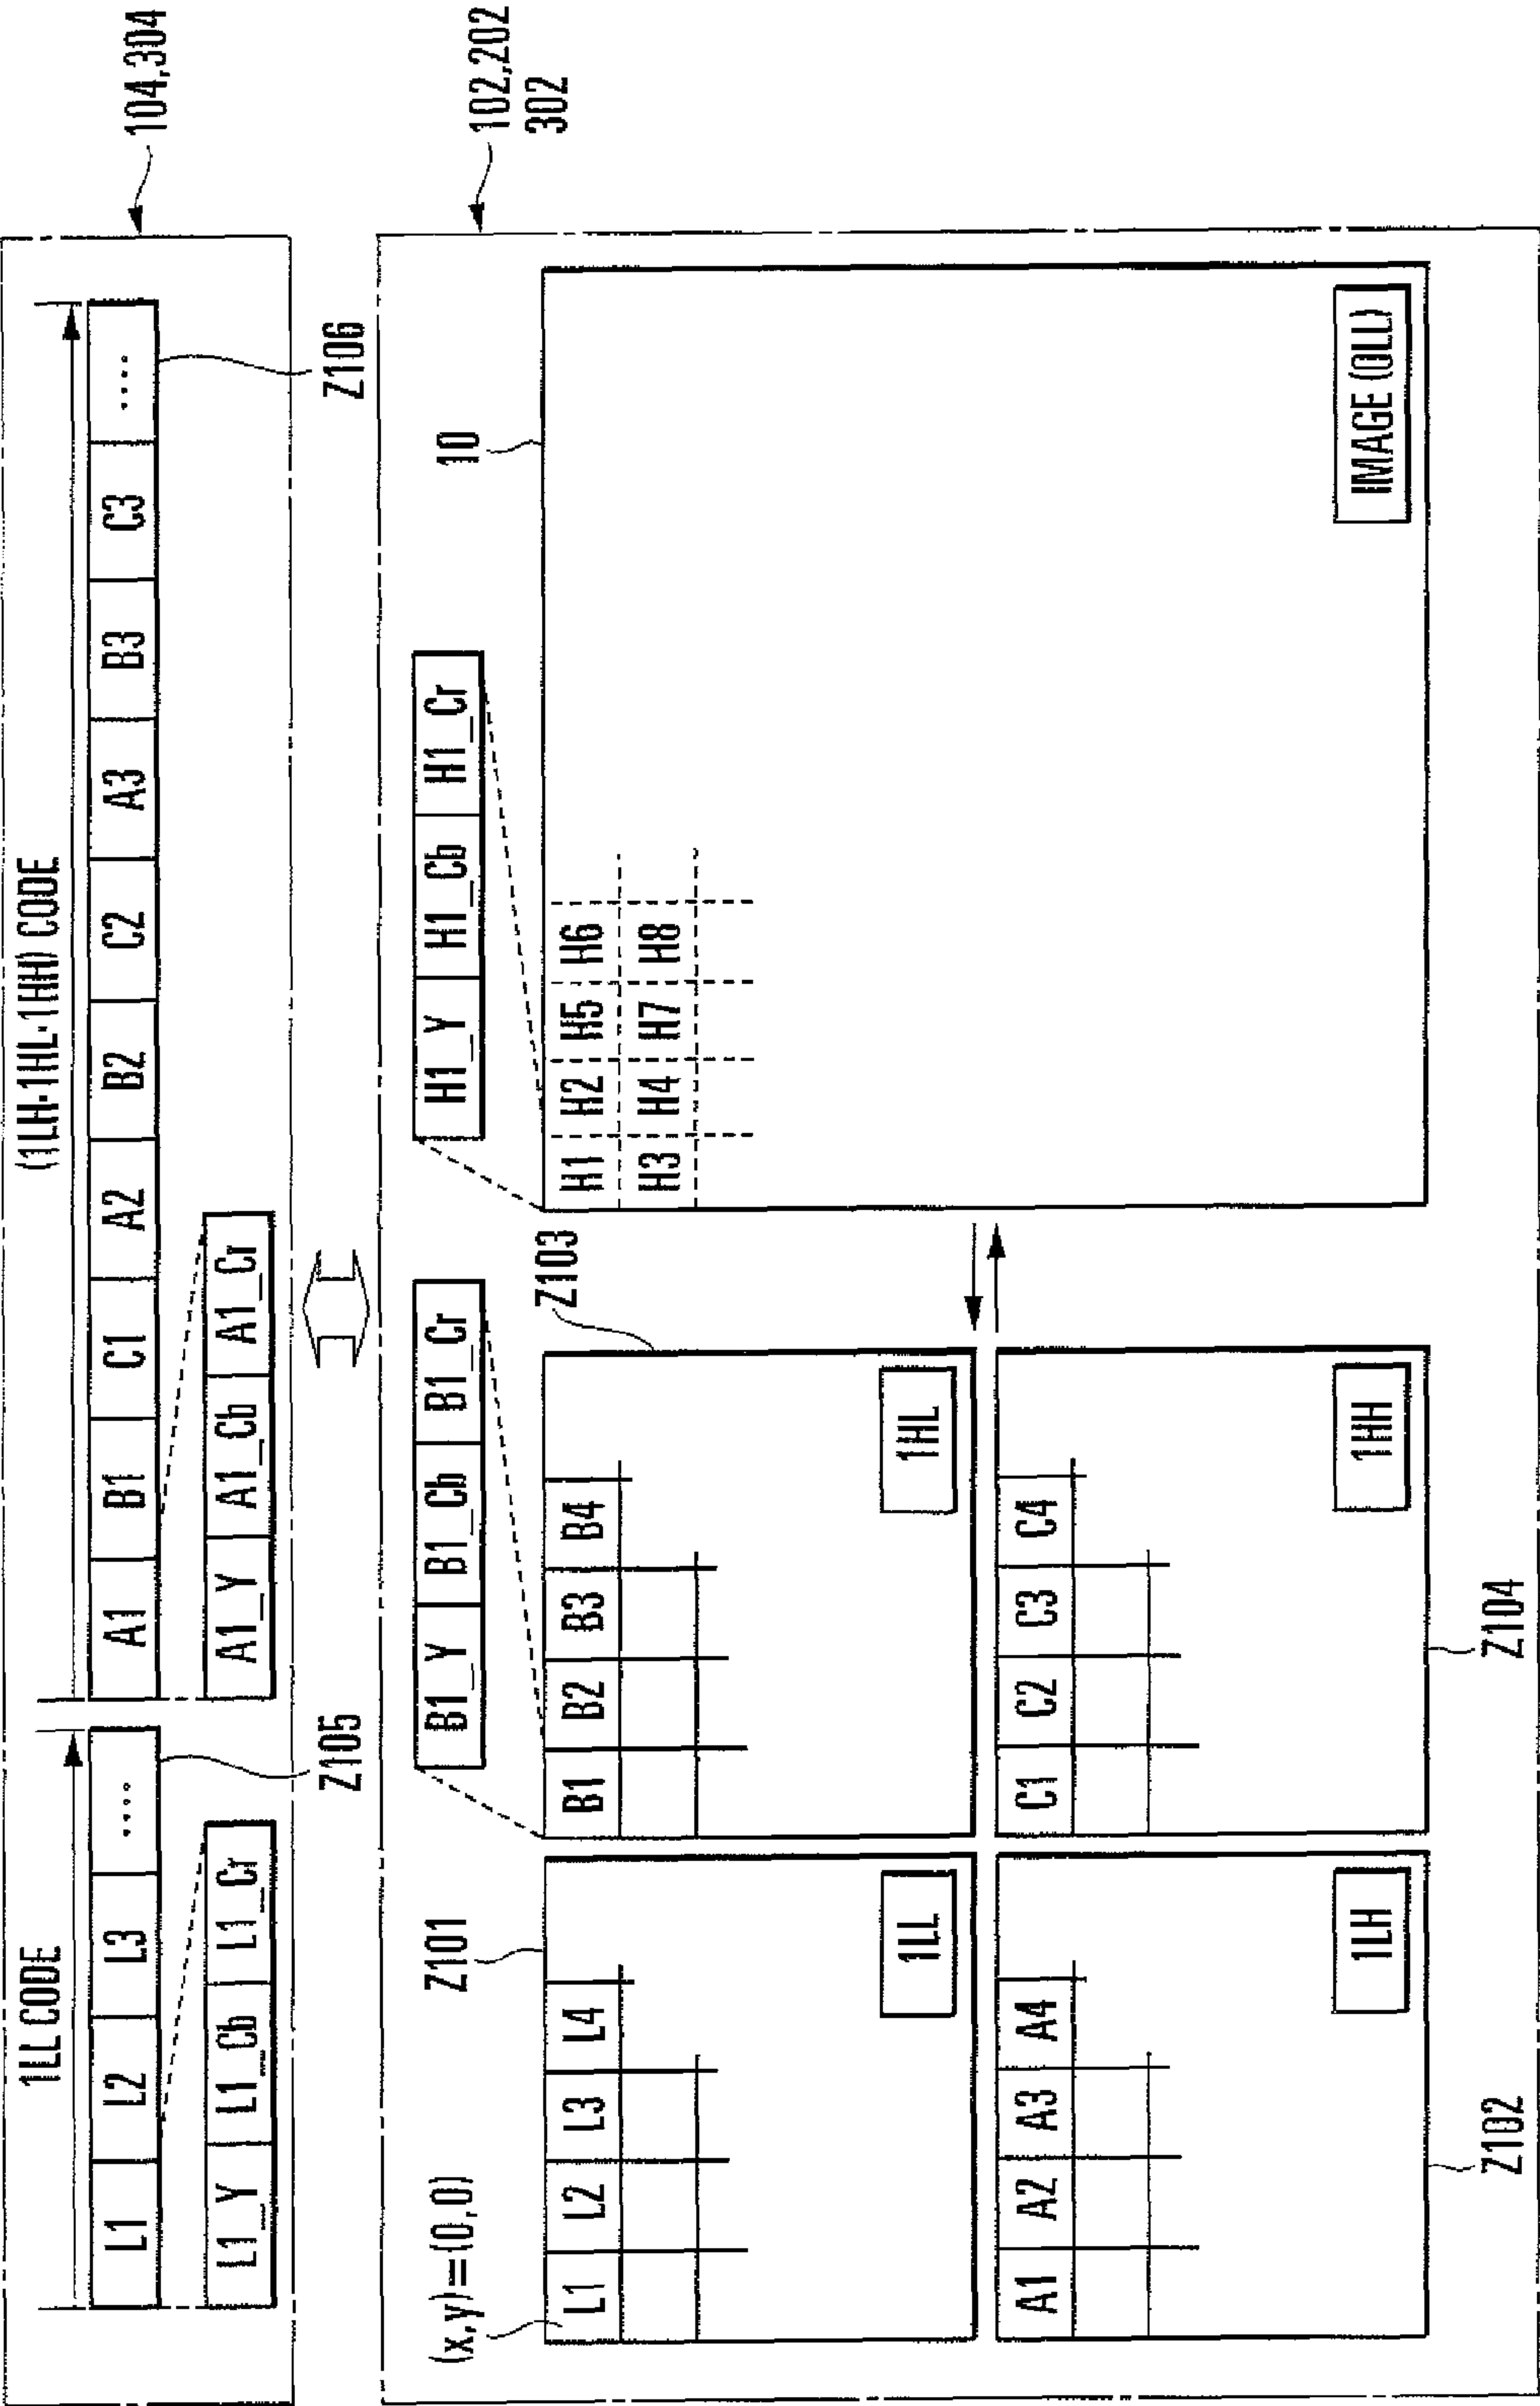 1LL CODE
(1LH·1HL·1HH) CODE
104,304
L1 L2 L3 ....
A1 B1 C1 A2 B2 C2 A3 B3 C3 ....
L1_Y L1_Cb L1_Cr
A1_Y A1_Cb A1_Cr
Z105
Z106
102,202
302
(x,y)=(0,0)
Z101
B1_Y B1_Cb B1_Cr
H1_Y H1_Cb H1_Cr
10
Z103
L1 L2 L3 L4
B1 B2 B3 B4
H1 H2 H5 H6
H3 H4 H7 H8
1LL
1HL
A1 A2 A3 A4
C1 C2 C3 C4
1LH
1HH
IMAGE (0LL)
Z102
Z104